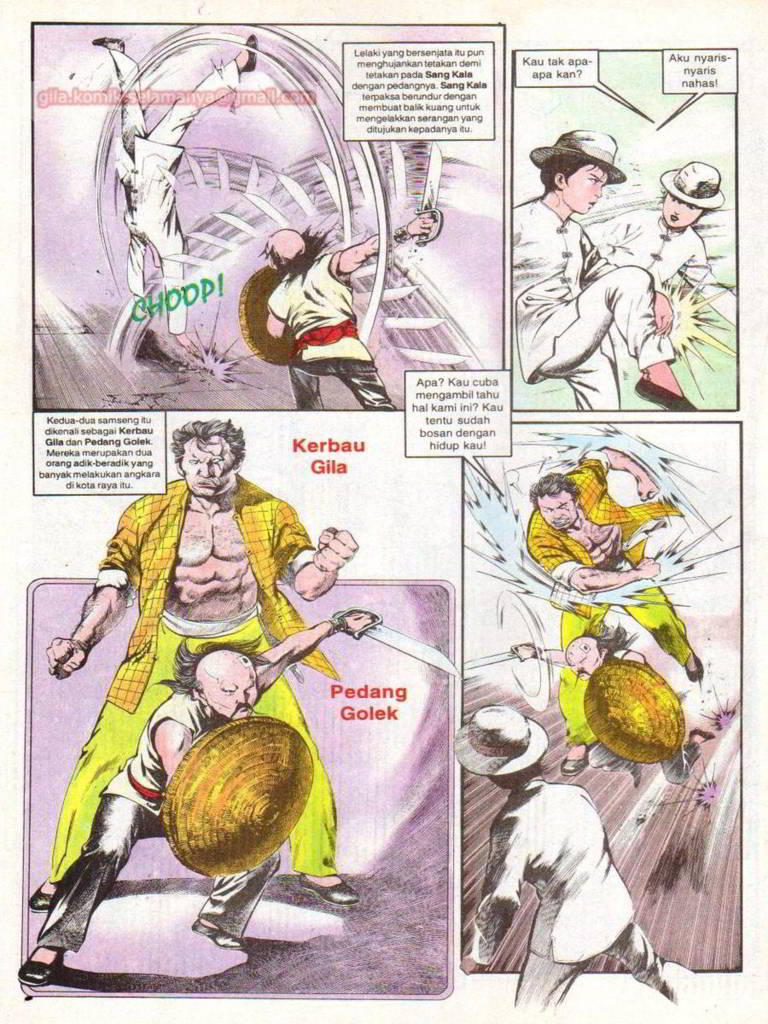 gila.komik.selamanya@gmail.com
Lelaki yang bersenjata itu pun
menghujankan tetakan demi
tetakan pada Sang Kala
dengan pedangnya. Sang Kala
terpaksa berundur dengan
membuat balik kuang untuk
mengelakkan serangan yang
ditujukan kepadanya itu.
CHOOP!
Kau tak apa-
apa kan?
Aku nyaris-
nyaris
nahas!
Kedua-dua samseng itu
dikenali sebagai Kerbau
Gila dan Pedang Golek.
Mereka merupakan dua
orang adik-beradik yang
banyak melakukan angkara
di kota raya itu.
Kerbau
Gila
Pedang
Golek
Apa? Kau cuba
mengambil tahu
hal kami ini? Kau
tentu sudah
bosan dengan
hidup kau!